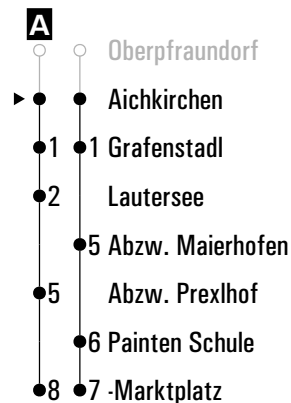 A
Oberpfraundorf
Aichkirchen
1 1 Grafenstadl
2 Lautersee
5 Abzw. Maierhofen
5 Abzw. Prexlhof
6 Painten Schule
8 7 -Marktplatz